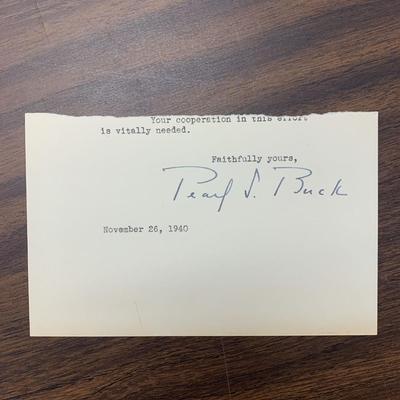 Your cooperation in this effort
is vitally needed.
Faithfully yours,
Pearl S. Buck
November 26, 1940